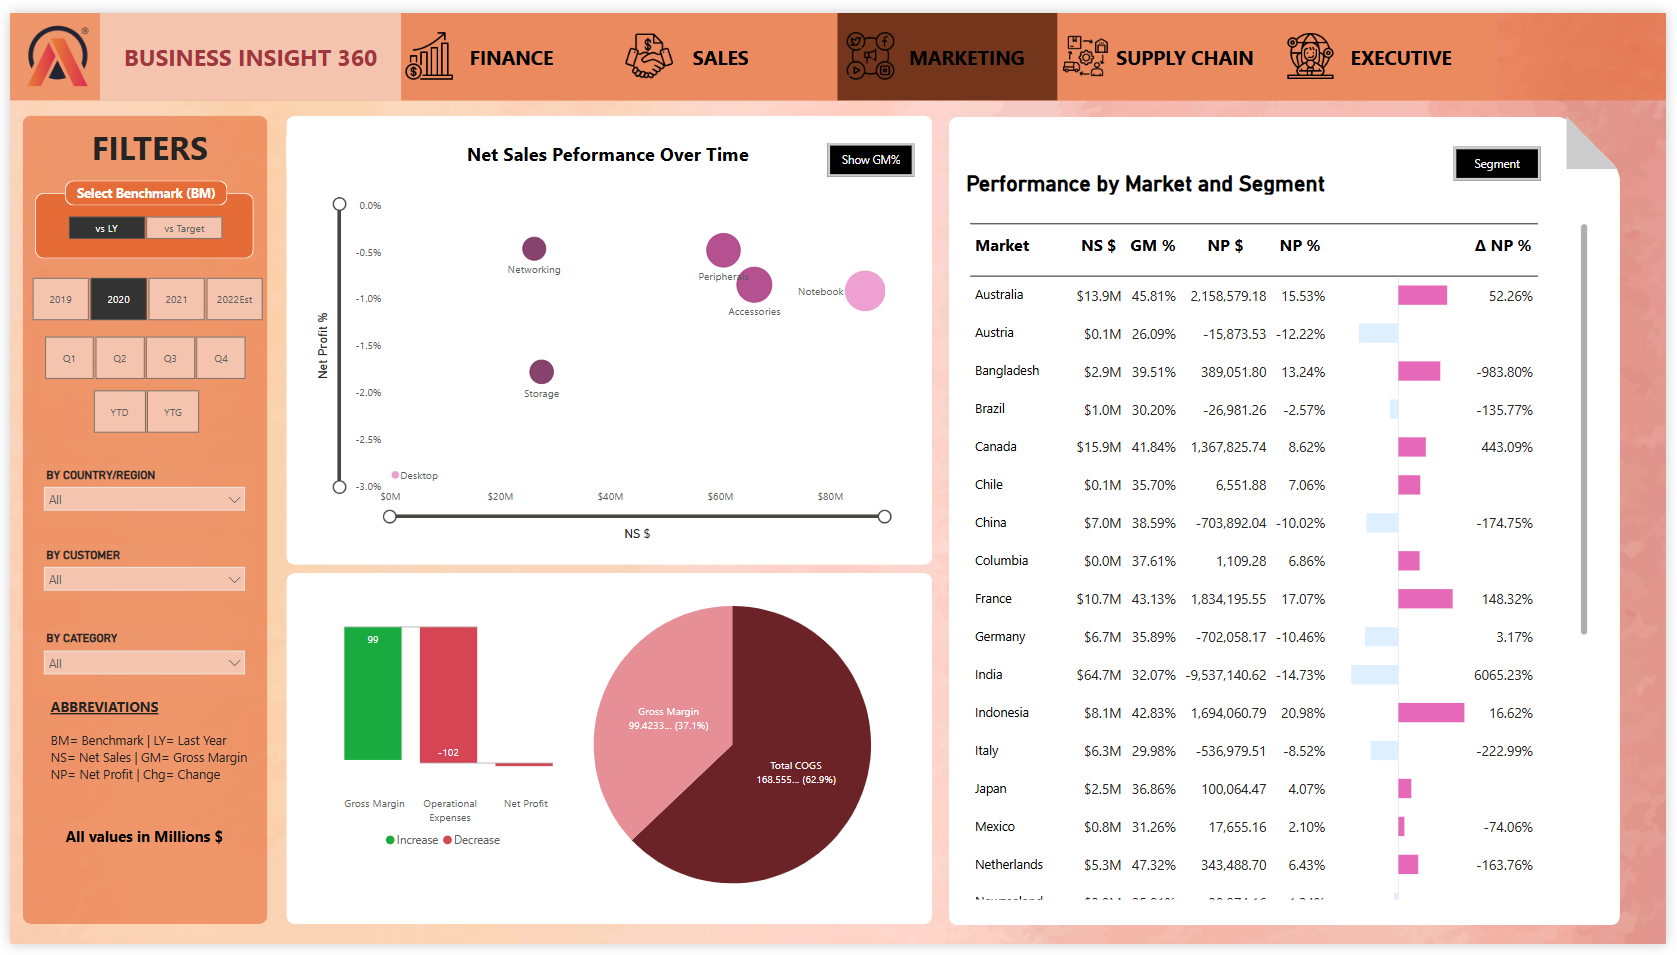 ®
BUSINESS INSIGHT 360
FINANCE
SALES
MARKETING
SUPPLY CHAIN
EXECUTIVE
FILTERS
Select Benchmark (BM)
vs LY
vs Target
2019
2020
2021
2022Est
Q1
Q2
Q3
Q4
YTD
YTG
BY COUNTRY/REGION
All
BY CUSTOMER
All
BY CATEGORY
All
ABBREVIATIONS
BM= Benchmark | LY= Last Year
NS= Net Sales | GM= Gross Margin
NP= Net Profit | Chg= Change
All values in Millions $
Net Sales Peformance Over Time
Show GM%
Net Profit %
0.0%
-0.5%
-1.0%
-1.5%
-2.0%
-2.5%
-3.0%
Networking
Peripherals
Accessories
Notebook
Storage
Desktop
$0M
$20M
$40M
$60M
$80M
NS $
99
-102
Gross Margin
Operational
Expenses
Net Profit
Increase
Decrease
Gross Margin
99.4233... (37.1%)
Total COGS
168.555... (62.9%)
Segment
Performance by Market and Segment
Market NS $ GM % NP $ NP % Δ NP %
Australia $13.9M 45.81% 2,158,579.18 15.53% 52.26%
Austria $0.1M 26.09% -15,873.53 -12.22%
Bangladesh $2.9M 39.51% 389,051.80 13.24% -983.80%
Brazil $1.0M 30.20% -26,981.26 -2.57% -135.77%
Canada $15.9M 41.84% 1,367,825.74 8.62% 443.09%
Chile $0.1M 35.70% 6,551.88 7.06%
China $7.0M 38.59% -703,892.04 -10.02% -174.75%
Columbia $0.0M 37.61% 1,109.28 6.86%
France $10.7M 43.13% 1,834,195.55 17.07% 148.32%
Germany $6.7M 35.89% -702,058.17 -10.46% 3.17%
India $64.7M 32.07% -9,537,140.62 -14.73% 6065.23%
Indonesia $8.1M 42.83% 1,694,060.79 20.98% 16.62%
Italy $6.3M 29.98% -536,979.51 -8.52% -222.99%
Japan $2.5M 36.86% 100,064.47 4.07%
Mexico $0.8M 31.26% 17,655.16 2.10% -74.06%
Netherlands $5.3M 47.32% 343,488.70 6.43% -163.76%